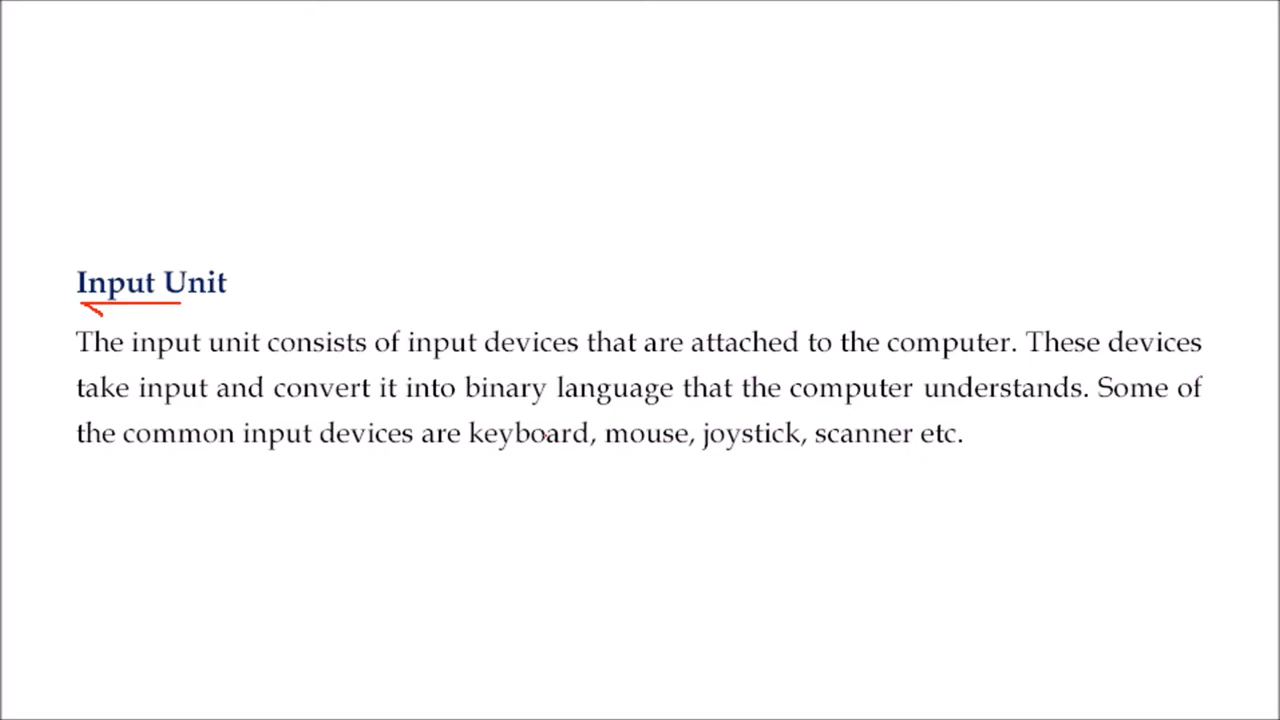 Input Unit
The input unit consists of input devices that are attached to the computer. These devices
take input and convert it into binary language that the computer understands. Some of
the common input devices are keyboard, mouse, joystick, scanner etc.